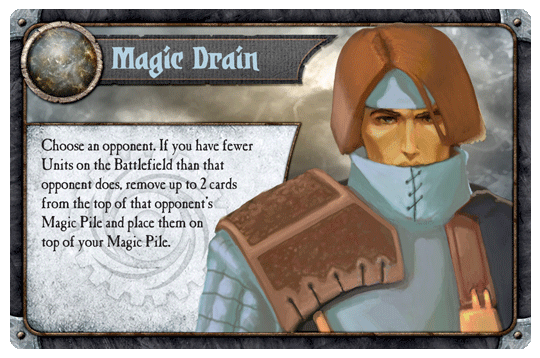 Magic Drain
Choose an opponent. If you have fewer
Units on the Battlefield than that
opponent does, remove up to 2 cards
from the top of that opponent's
Magic Pile and place them on
top of your Magic Pile.